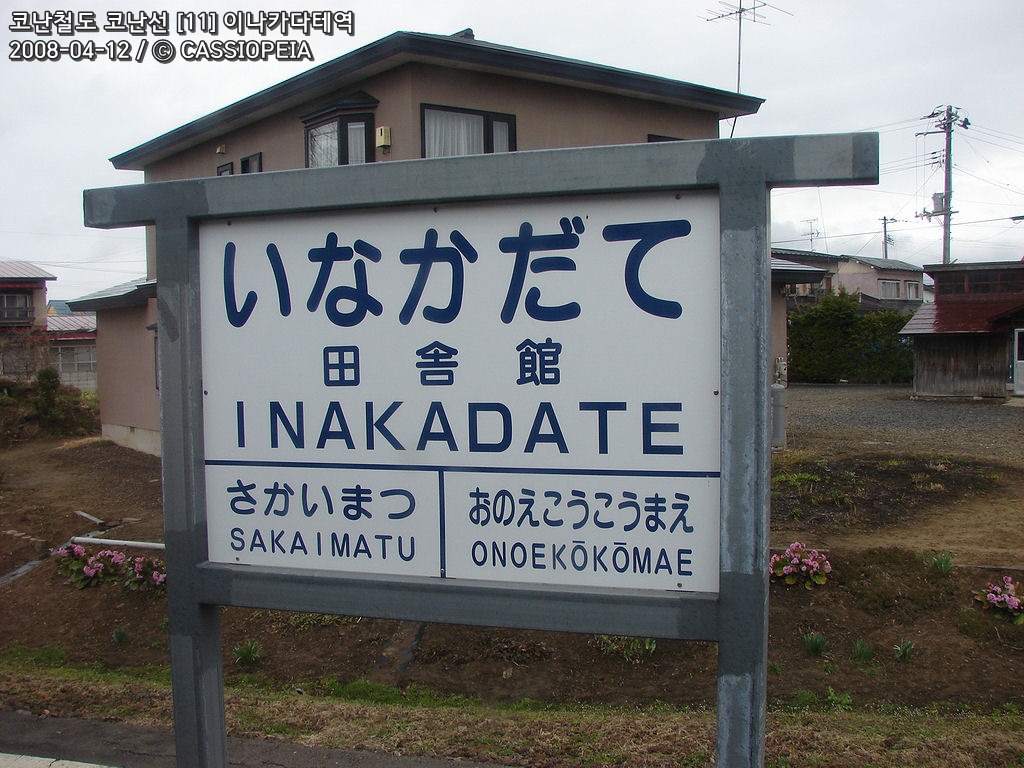 코난철도 코난선 [11] 이나카다테역
2008-04-12 / ⓒ CASSIOPEIA
いなかだて
田舎館
INAKADATE
さかいまつ
SAKAIMATU
おのえこうこうまえ
ONOEKŌKŌMAE